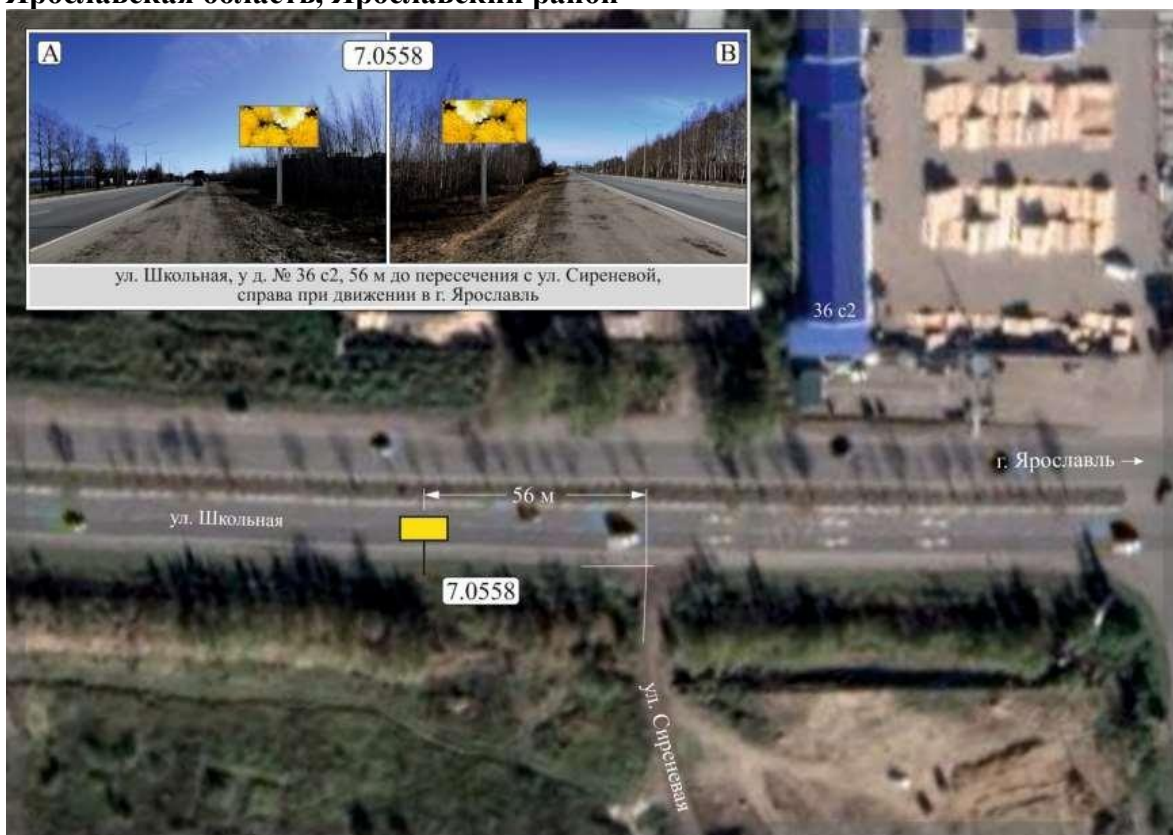 Ярославская область, Ярославский район
A
7.0558
B
ул. Школьная, у д. № 36 с2, 56 м до пересечения с ул. Сиреневой,
справа при движении в г. Ярославль
36 с2
г. Ярославль →
56 м
ул. Школьная
7.0558
ул. Сиреневая